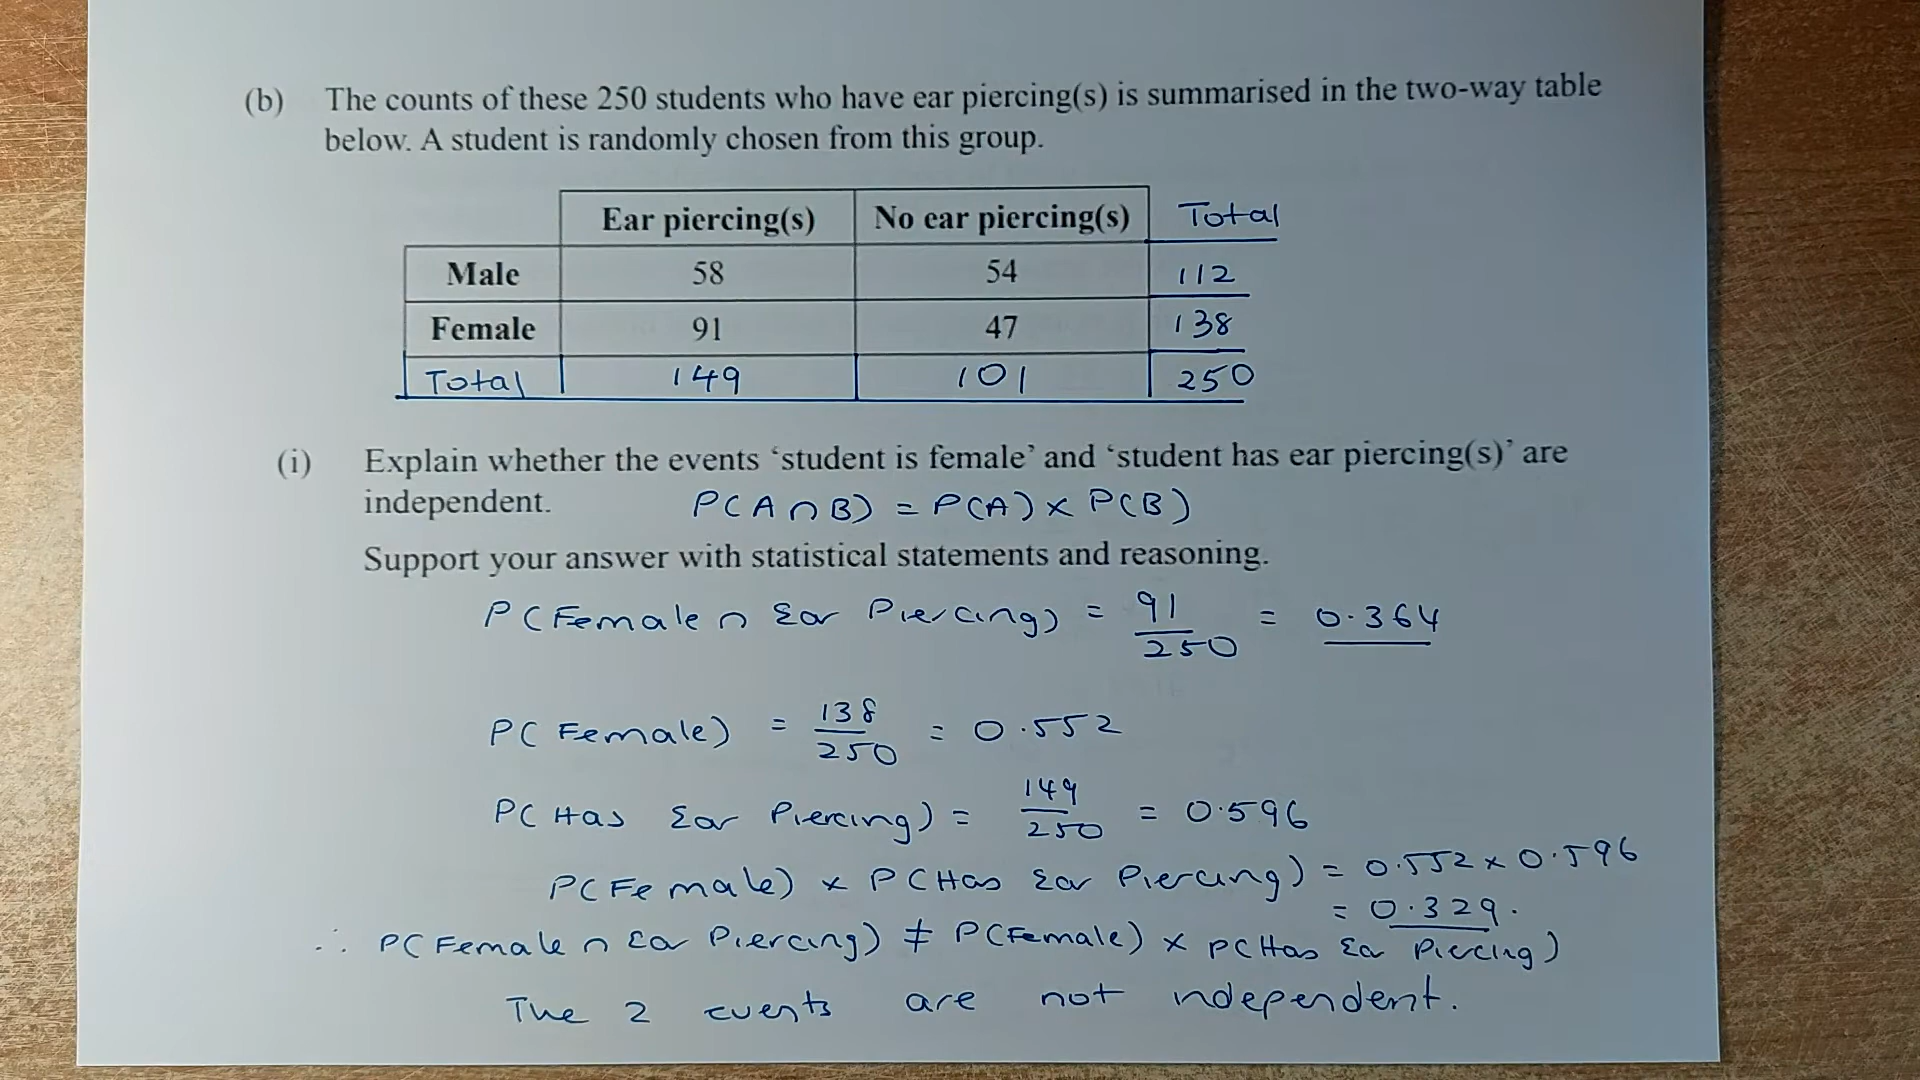 (b) The counts of these 250 students who have ear piercing(s) is summarised in the two-way table
below. A student is randomly chosen from this group.
Ear piercing(s) No ear piercing(s) Total
Male 58 54 112
Female 91 47 138
Total 149 101 250
(i) Explain whether the events ‘student is female’ and ‘student has ear piercing(s)’ are
independent. P(A∩B) = P(A) × P(B)
Support your answer with statistical statements and reasoning.
P(Female ∩ Ear Piercing) = 91/250 = 0.364
P(Female) = 138/250 = 0.552
P(Has Ear Piercing) = 149/250 = 0.596
P(Female) × P(Has Ear Piercing) = 0.552 × 0.596
= 0.329.
∴ P(Female ∩ Ear Piercing) ≠ P(Female) × P(Has Ear Piercing)
The 2 events are not independent.